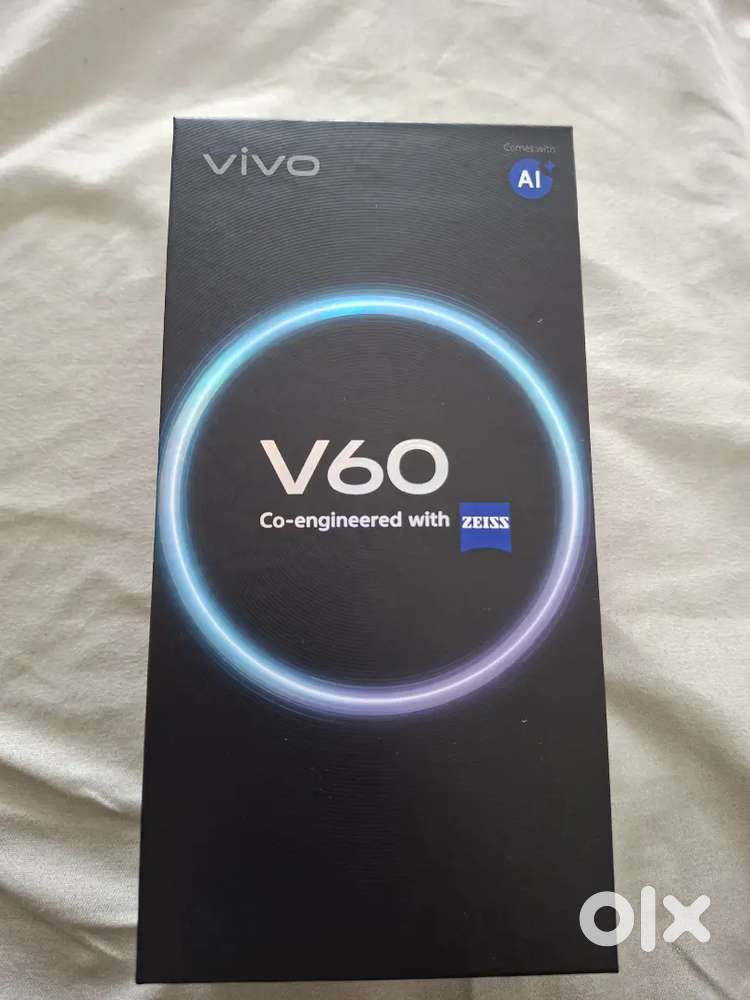 vivo
Comes with
AI+
V60
Co-engineered with ZEISS
olx